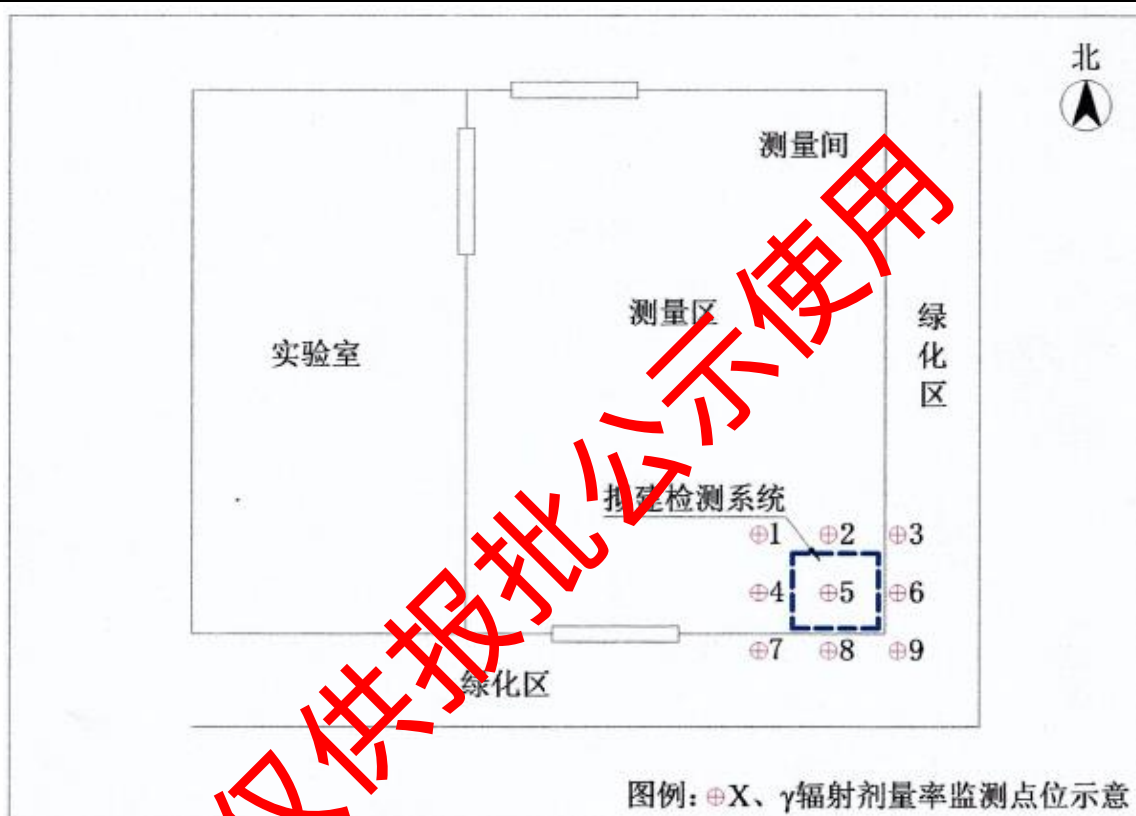 北
测量间
测量区
绿化区
实验室
拟建检测系统
⊕1 ⊕2 ⊕3
⊕4 ⊕5 ⊕6
⊕7 ⊕8 ⊕9
绿化区
图例:⊕X、γ辐射剂量率监测点位示意
仅供报批公示使用